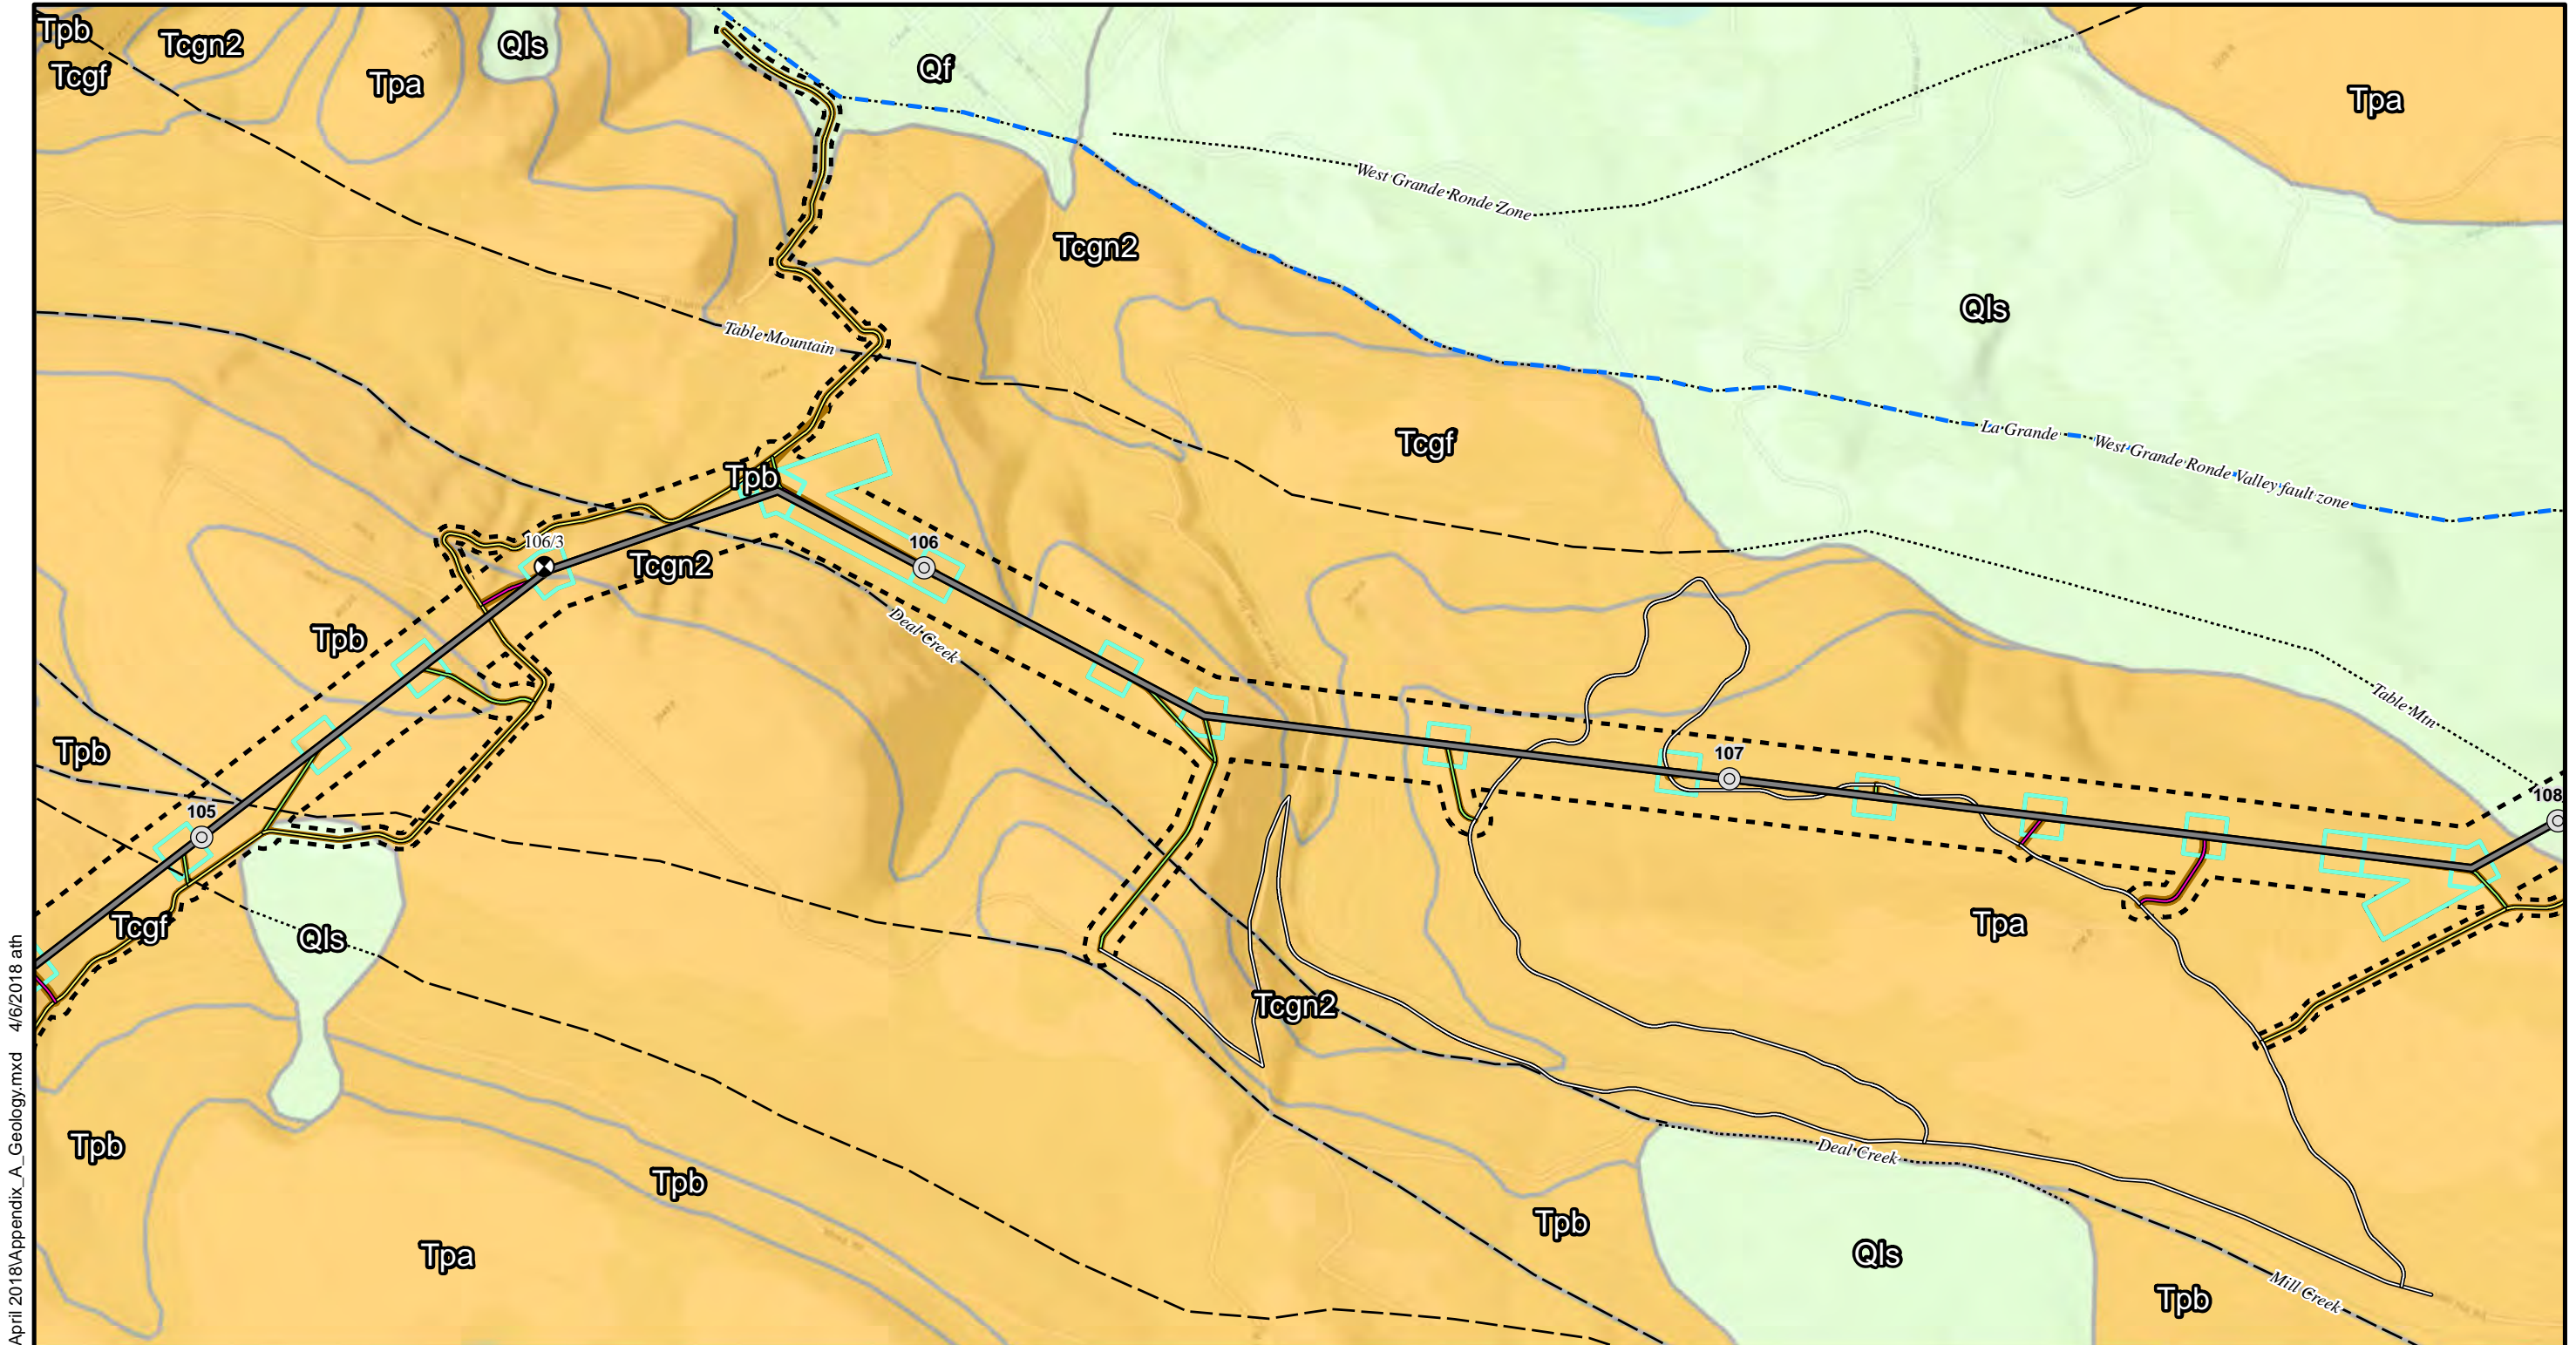 Tpb
Tcgn2
Qls
Qf
Tcgf
Tpa
Tpa
West Grande Ronde Zone
Tcgn2
Qls
Table Mountain
Tcgf
La Grande
West Grande Ronde Valley fault zone
Tpb
106/3
106
Tcgn2
Deal Creek
Tpb
Table Mtn
Tpb
107
108
105
Tcgf
Qls
Tpa
Tcgn2
Tpb
Deal Creek
Tpb
Tpb
Tpa
Qls
Mill Creek
Tpb
April 2018\Appendix_A_Geology.mxd 4/6/2018 ath